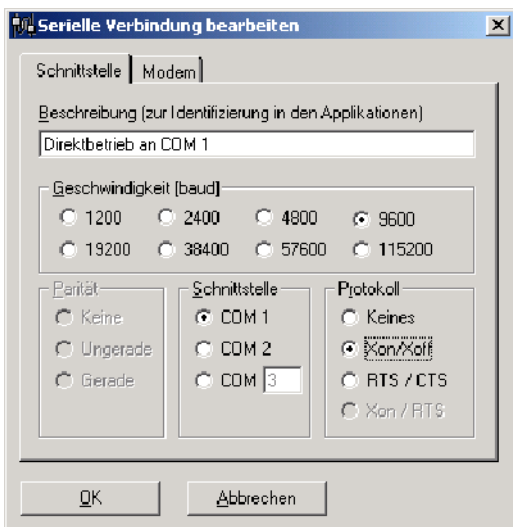 Serielle Verbindung bearbeiten
Schnittstelle Modem
Beschreibung (zur Identifizierung in den Applikationen)
Direktbetrieb an COM 1
Geschwindigkeit [baud]
1200 2400 4800 9600
19200 38400 57600 115200
Parität Schnittstelle Protokoll
Keine COM 1 Keines
Ungerade COM 2 Xon/Xoff
Gerade COM 3 RTS / CTS
Xon / RTS
OK Abbrechen